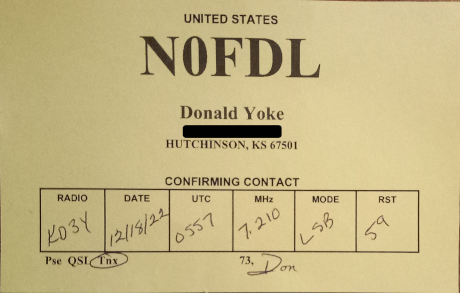 UNITED STATES
N0FDL
Donald Yoke
HUTCHINSON, KS 67501
CONFIRMING CONTACT
RADIO DATE UTC MHz MODE RST
KD3Y 12/18/22 0557 7.210 LSB 59
Pse QSL Tnx 73, Don